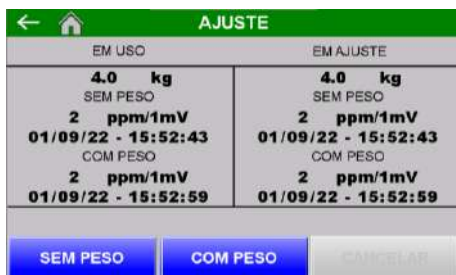 AJUSTE
EM USO
EM AJUSTE
4.0 kg
SEM PESO
2 ppm/1mV
01/09/22 - 15:52:43
COM PESO
2 ppm/1mV
01/09/22 - 15:52:59
4.0 kg
SEM PESO
2 ppm/1mV
01/09/22 - 15:52:43
COM PESO
2 ppm/1mV
01/09/22 - 15:52:59
SEM PESO
COM PESO
CANCELAR